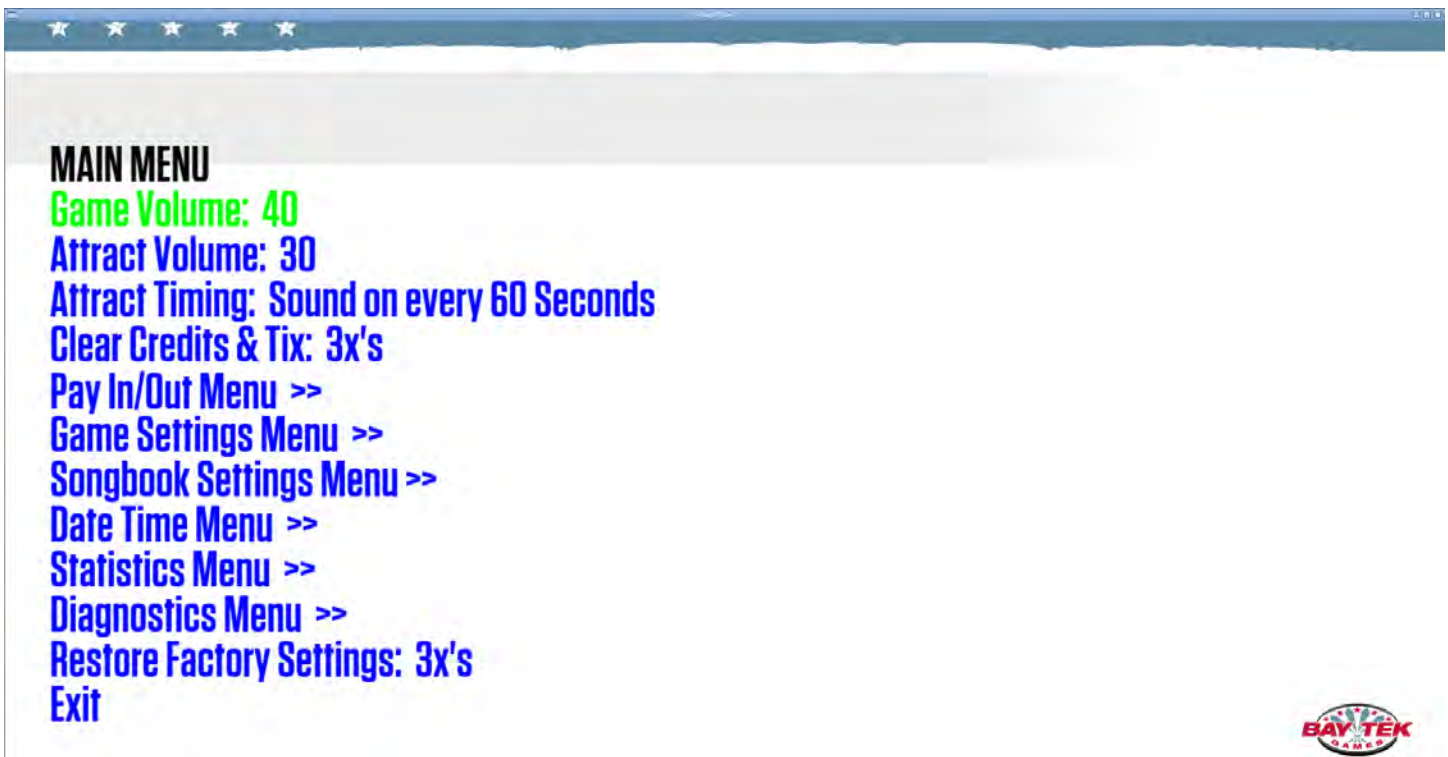 MAIN MENU
Game Volume: 40
Attract Volume: 30
Attract Timing: Sound on every 60 Seconds
Clear Credits & Tix: 3x's
Pay In/Out Menu >>
Game Settings Menu >>
Songbook Settings Menu >>
Date Time Menu >>
Statistics Menu >>
Diagnostics Menu >>
Restore Factory Settings: 3x's
Exit
BAY TEK
GAMES